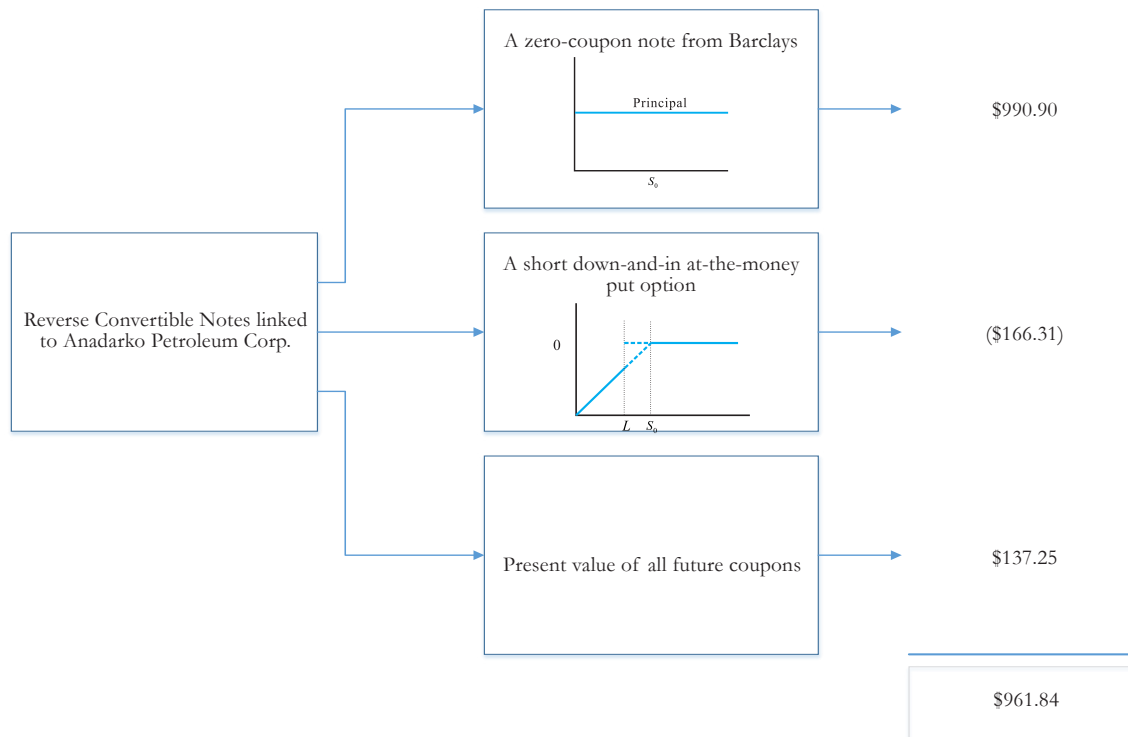 A zero-coupon note from Barclays
Principal
S₀
$990.90
Reverse Convertible Notes linked
to Anadarko Petroleum Corp.
A short down-and-in at-the-money
put option
0
L S₀
($166.31)
Present value of all future coupons
$137.25
$961.84